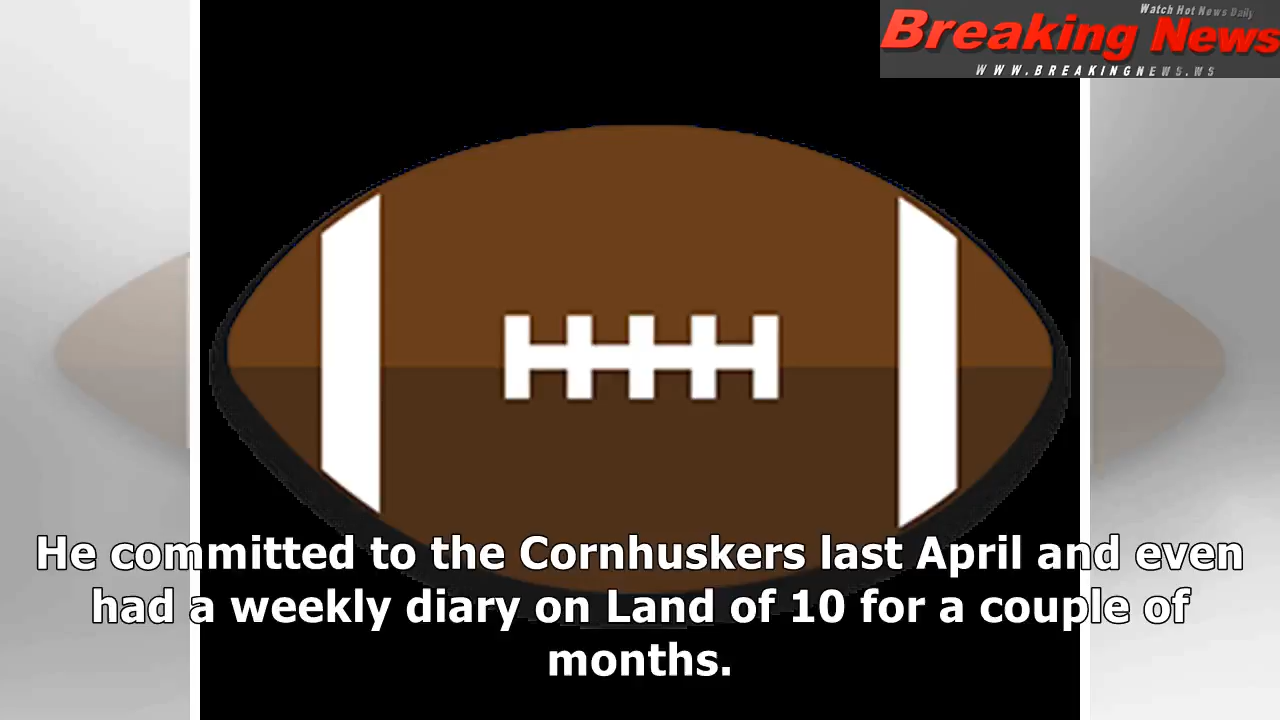 Watch Hot News Daily
Breaking News
WWW.BREAKINGNEWS.WS
He committed to the Cornhuskers last April and even
had a weekly diary on Land of 10 for a couple of
months.